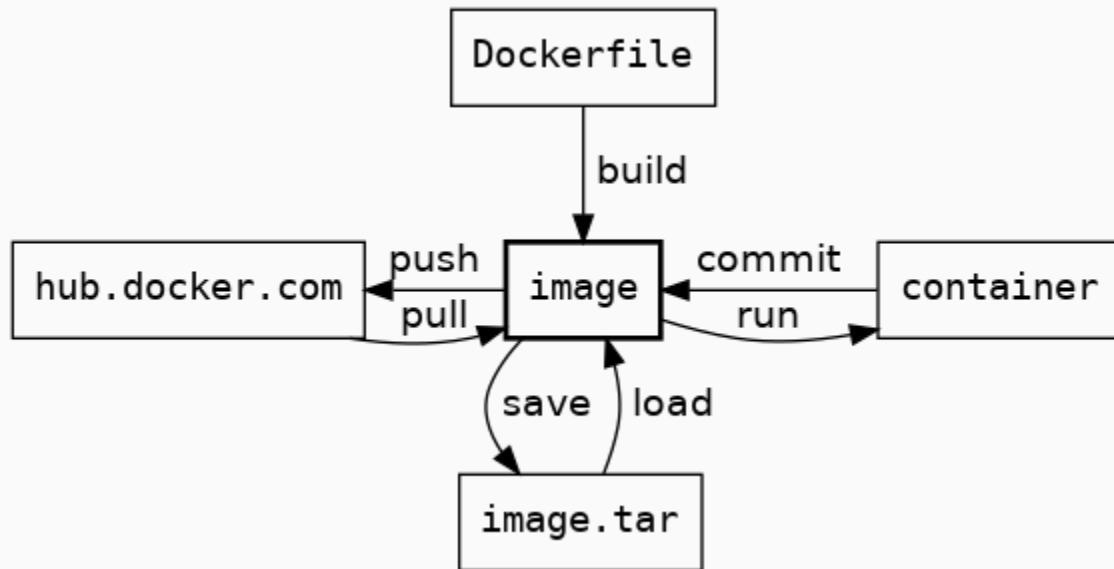 Dockerfile
build
push
commit
hub.docker.com
image
container
pull
run
save
load
image.tar